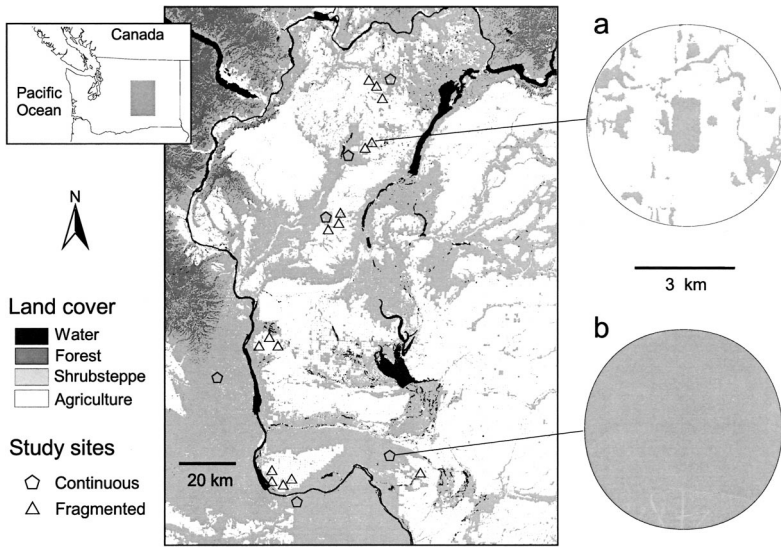 Canada
Pacific
Ocean
N
Land cover
Water
Forest
Shrubsteppe
Agriculture
Study sites
Continuous
Fragmented
20 km
a
3 km
b